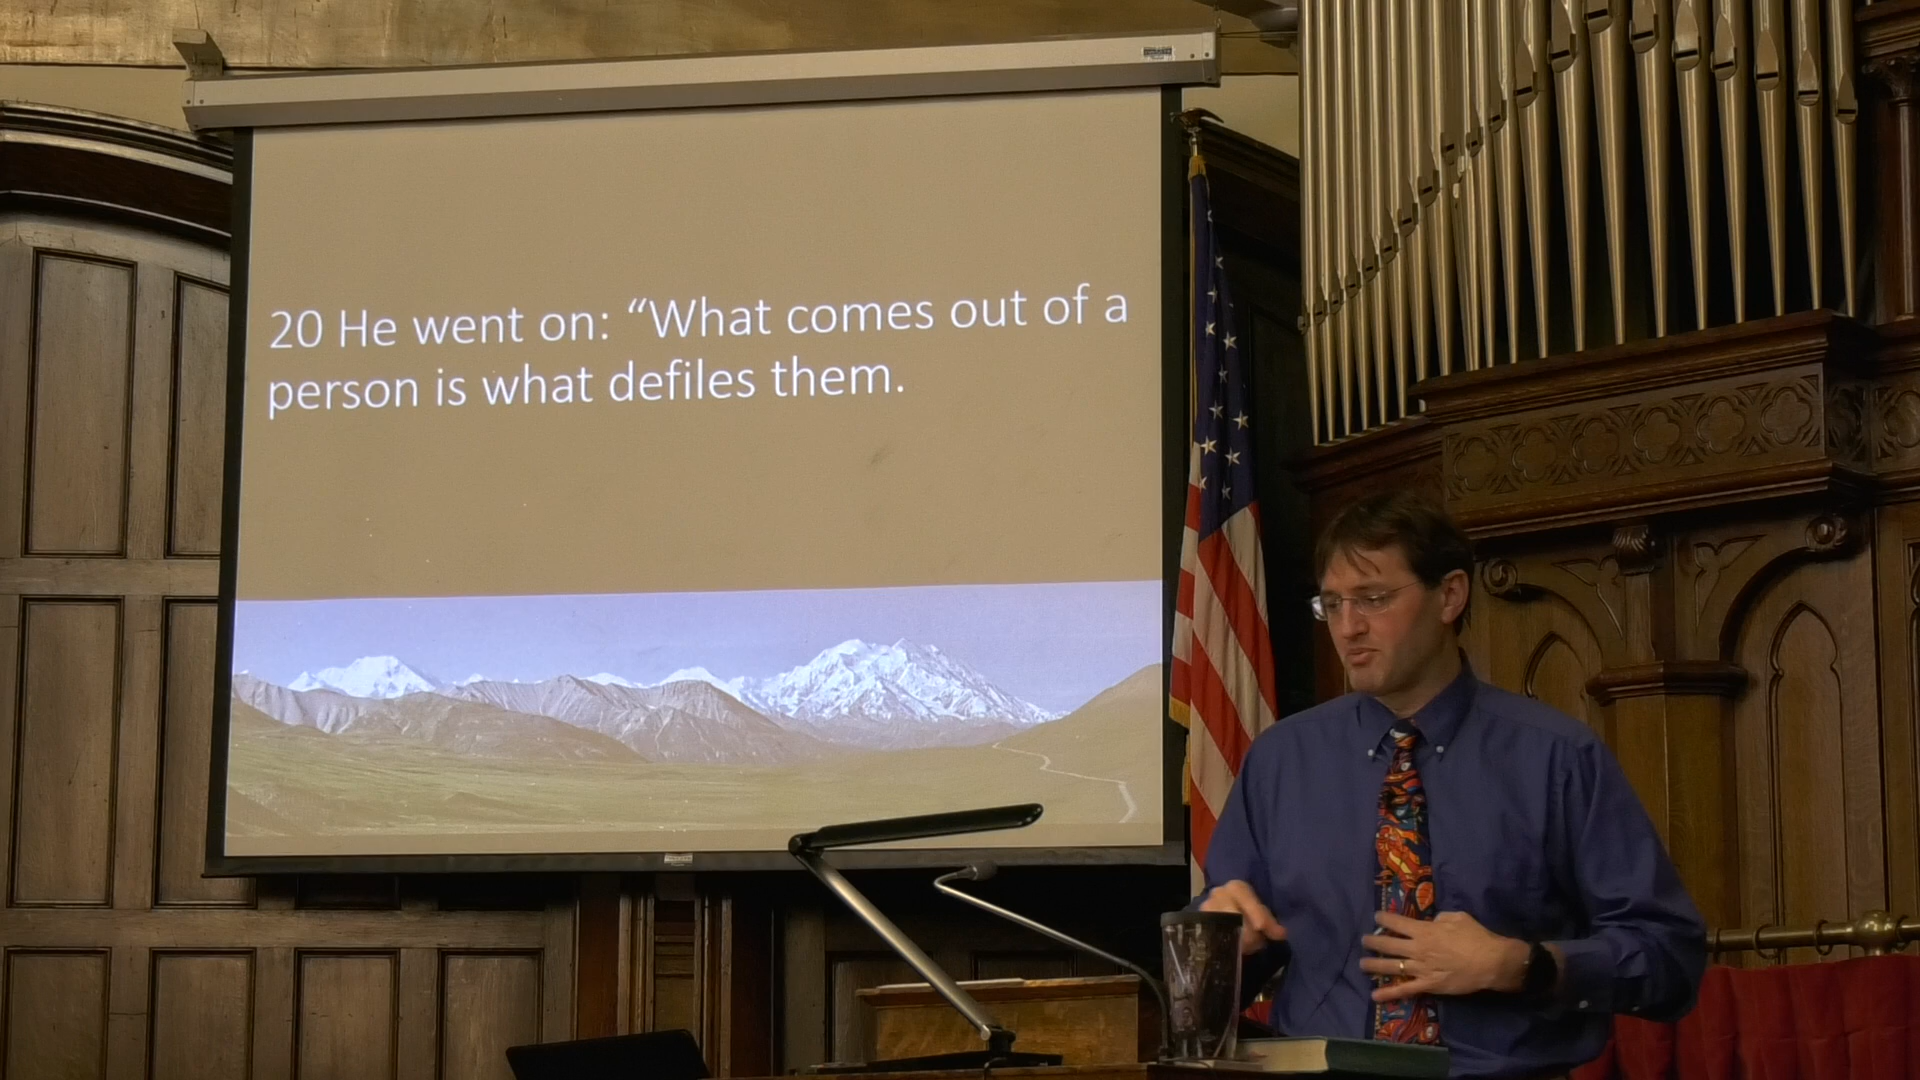 20 He went on: “What comes out of a
person is what defiles them.